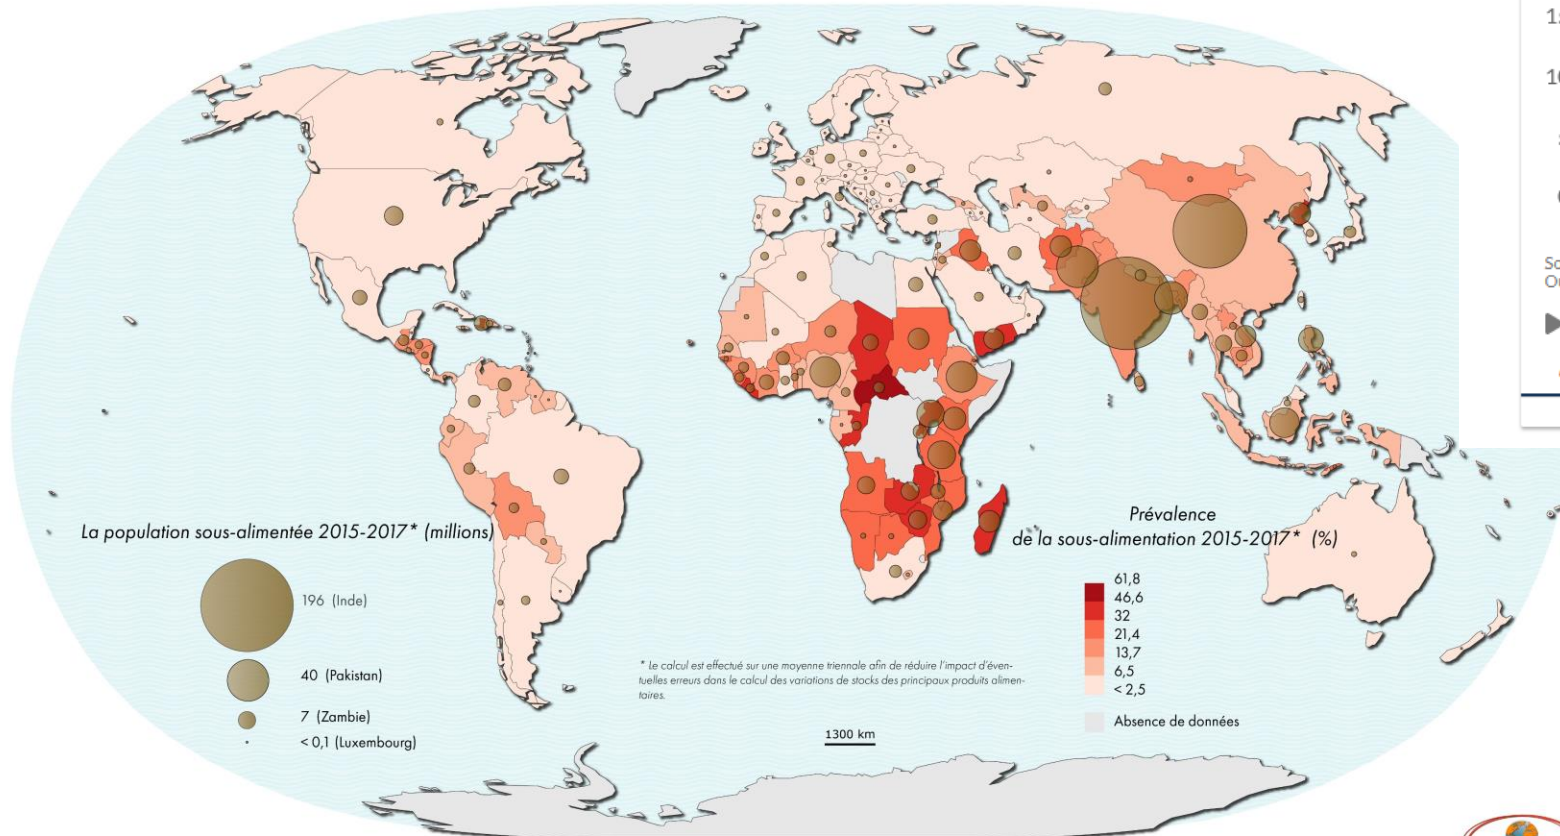 La population sous-alimentée 2015-2017* (millions)
196 (Inde)
40 (Pakistan)
7 (Zambie)
< 0,1 (Luxembourg)
* Le calcul est effectué sur une moyenne triennale afin de réduire l'impact d'éven-
tuelles erreurs dans le calcul des variations de stocks des principaux produits alimen-
taires.
1300 km
Prévalence
de la sous-alimentation 2015-2017* (%)
61,8
46,6
32
21,4
13,7
6,5
< 2,5
Absence de données